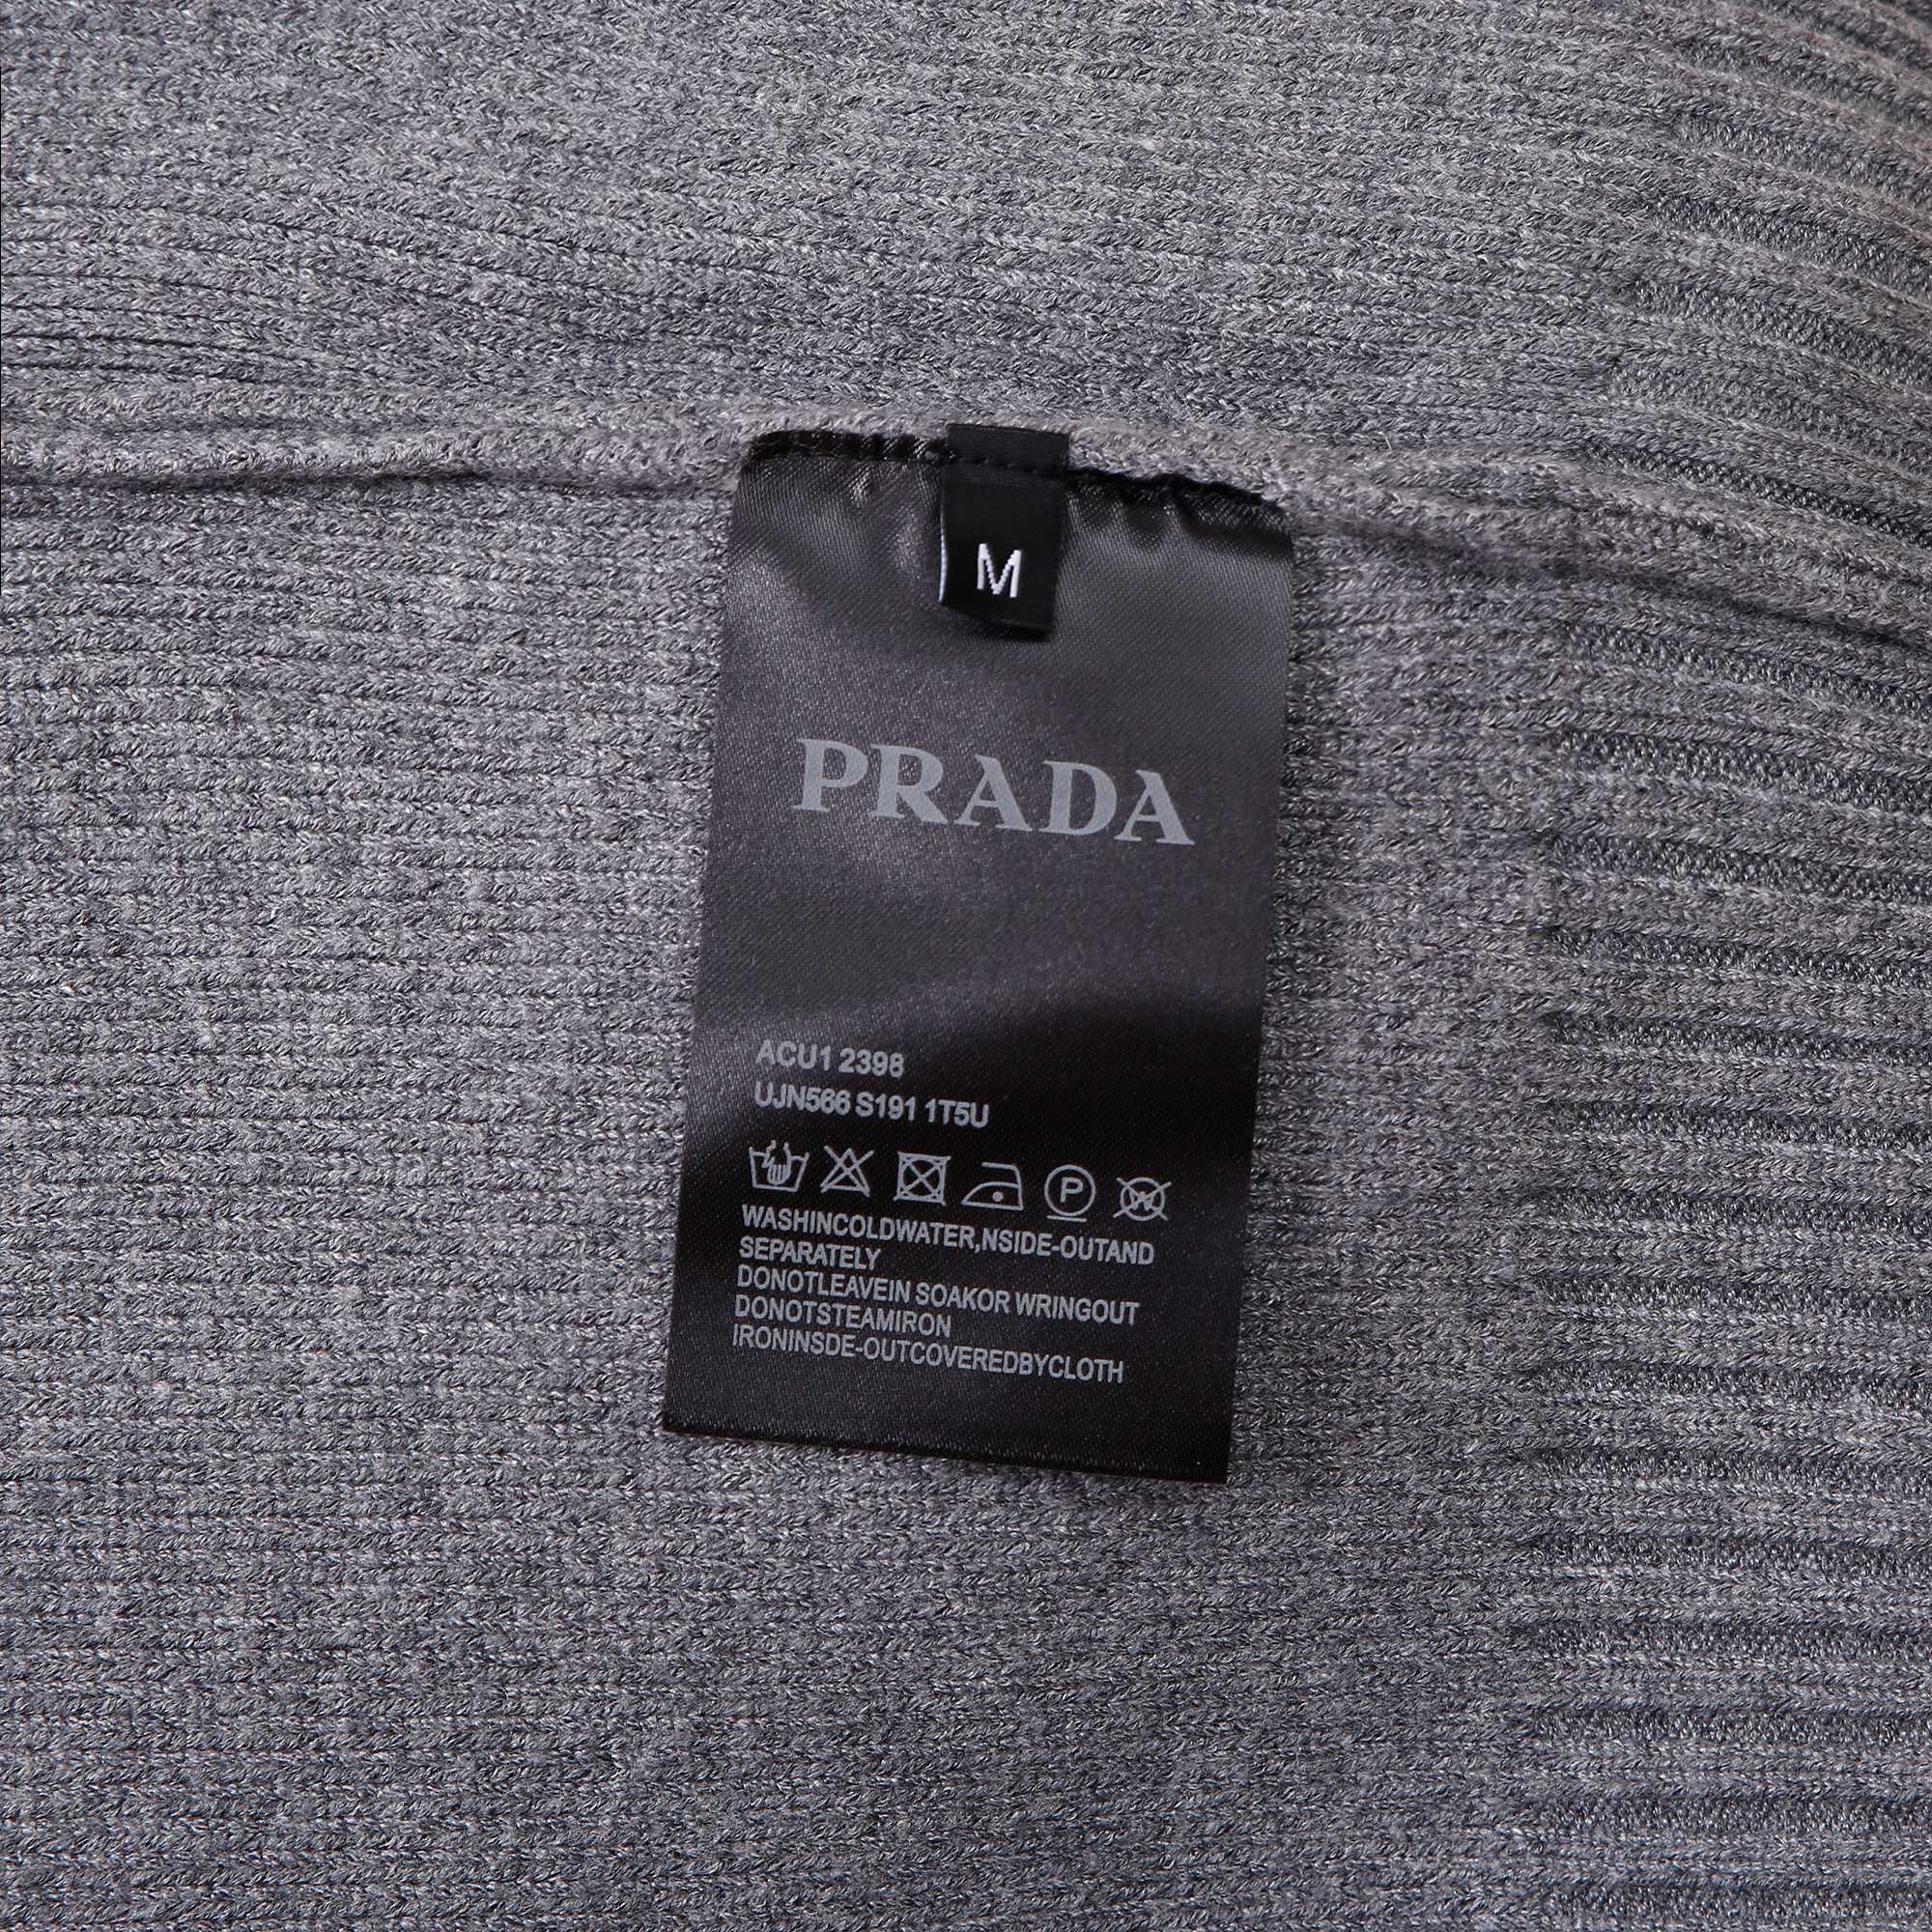 M
PRADA
ACU1 2398
UJN566 S191 1T5U
P
W
WASHINCOLDWATER,NSIDE-OUTAND
SEPARATELY
DONOTLEAVEIN SOAKOR WRINGOUT
DONOTSTEAMIRON
IRONINSDE-OUTCOVEREDBYCLOTH